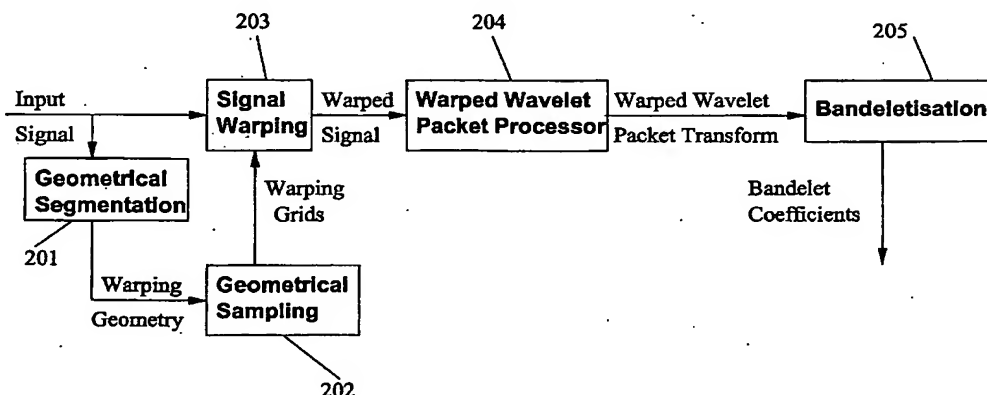 203
204
205
Input
Signal
Signal
Warping
Warped
Signal
Warped Wavelet
Packet Processor
Warped Wavelet
Packet Transform
Bandeletisation
Geometrical
Segmentation
201
Warping
Grids
Bandelet
Coefficients
Warping
Geometry
Geometrical
Sampling
202